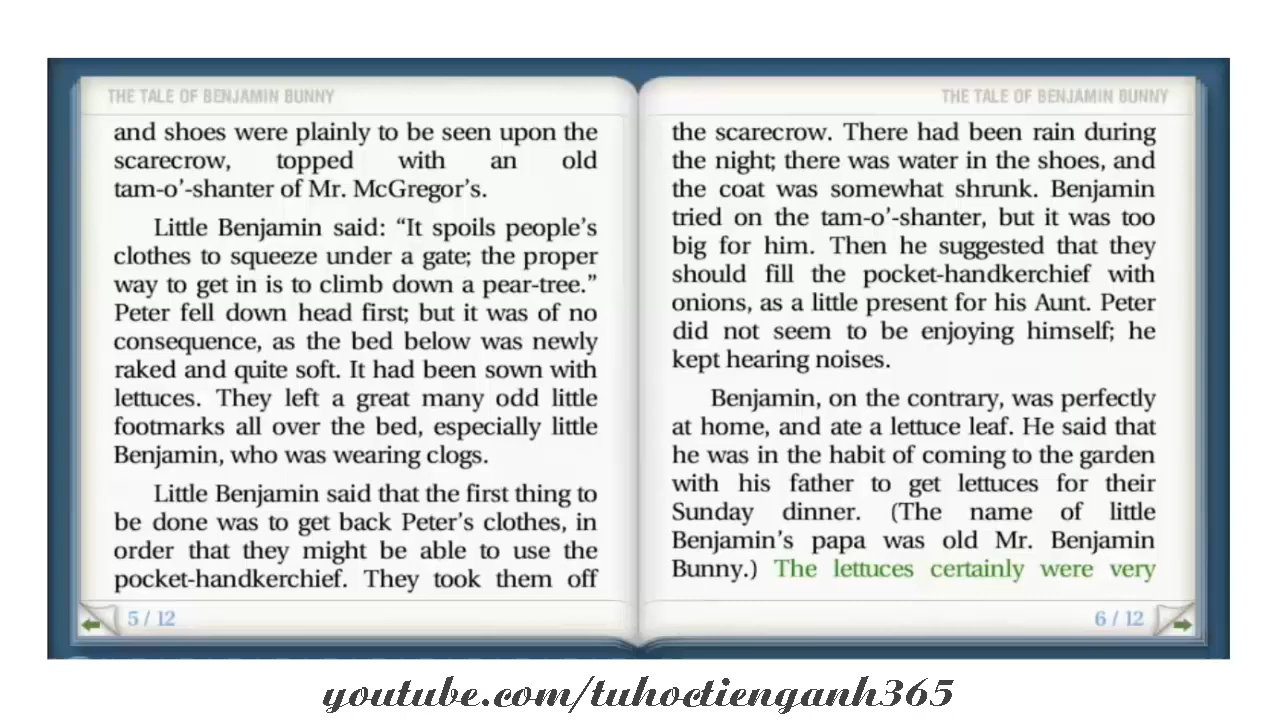 THE TALE OF BENJAMIN BUNNY
and shoes were plainly to be seen upon the
scarecrow, topped with an old
tam-o’-shanter of Mr. McGregor’s.
Little Benjamin said: “It spoils people’s
clothes to squeeze under a gate; the proper
way to get in is to climb down a pear-tree.”
Peter fell down head first; but it was of no
consequence, as the bed below was newly
raked and quite soft. It had been sown with
lettuces. They left a great many odd little
footmarks all over the bed, especially little
Benjamin, who was wearing clogs.
Little Benjamin said that the first thing to
be done was to get back Peter’s clothes, in
order that they might be able to use the
pocket-handkerchief. They took them off
5 / 12
THE TALE OF BENJAMIN BUNNY
the scarecrow. There had been rain during
the night; there was water in the shoes, and
the coat was somewhat shrunk. Benjamin
tried on the tam-o’-shanter, but it was too
big for him. Then he suggested that they
should fill the pocket-handkerchief with
onions, as a little present for his Aunt. Peter
did not seem to be enjoying himself; he
kept hearing noises.
Benjamin, on the contrary, was perfectly
at home, and ate a lettuce leaf. He said that
he was in the habit of coming to the garden
with his father to get lettuces for their
Sunday dinner. (The name of little
Benjamin’s papa was old Mr. Benjamin
Bunny.) The lettuces certainly were very
6 / 12
youtube.com/tuhoctienganh365